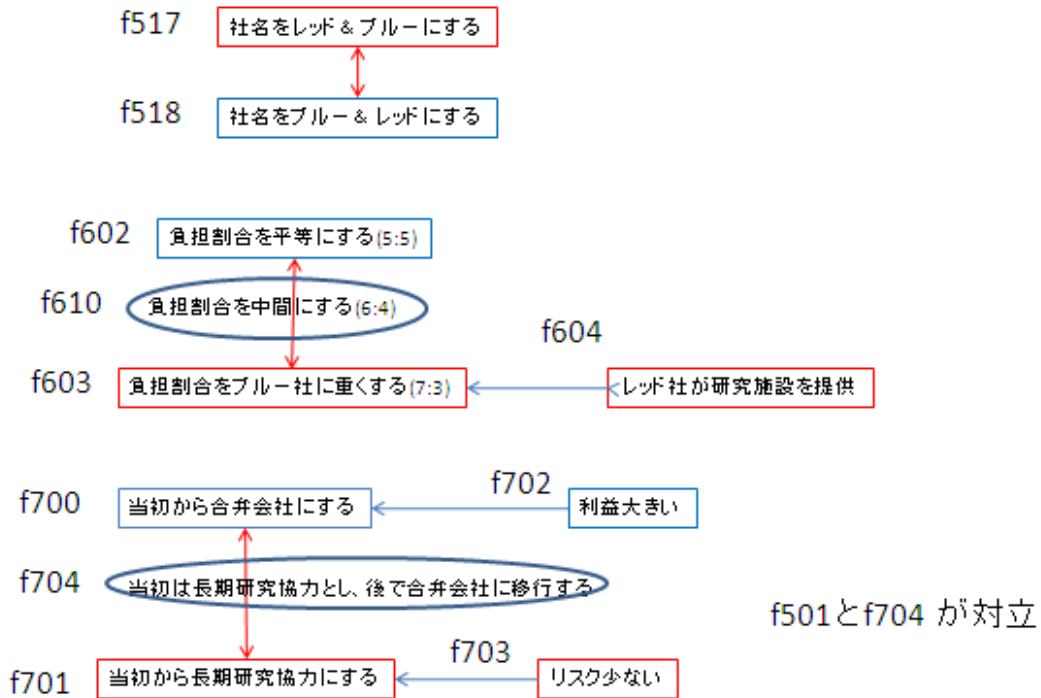 f517 社名をレッド & ブルーにする
f518 社名をブルー & レッドにする
f602 負担割合を平等にする(5:5)
f610 負担割合を中間にする(6:4)
f604
f603 負担割合をブルー社に重くする(7:3) レッド社が研究施設を提供
f702
f700 当初から合弁会社にする 利益大きい
f704 当初は長期研究協力とし、後で合弁会社に移行する
f501とf704 が対立
f703
f701 当初から長期研究協力にする リスク少ない